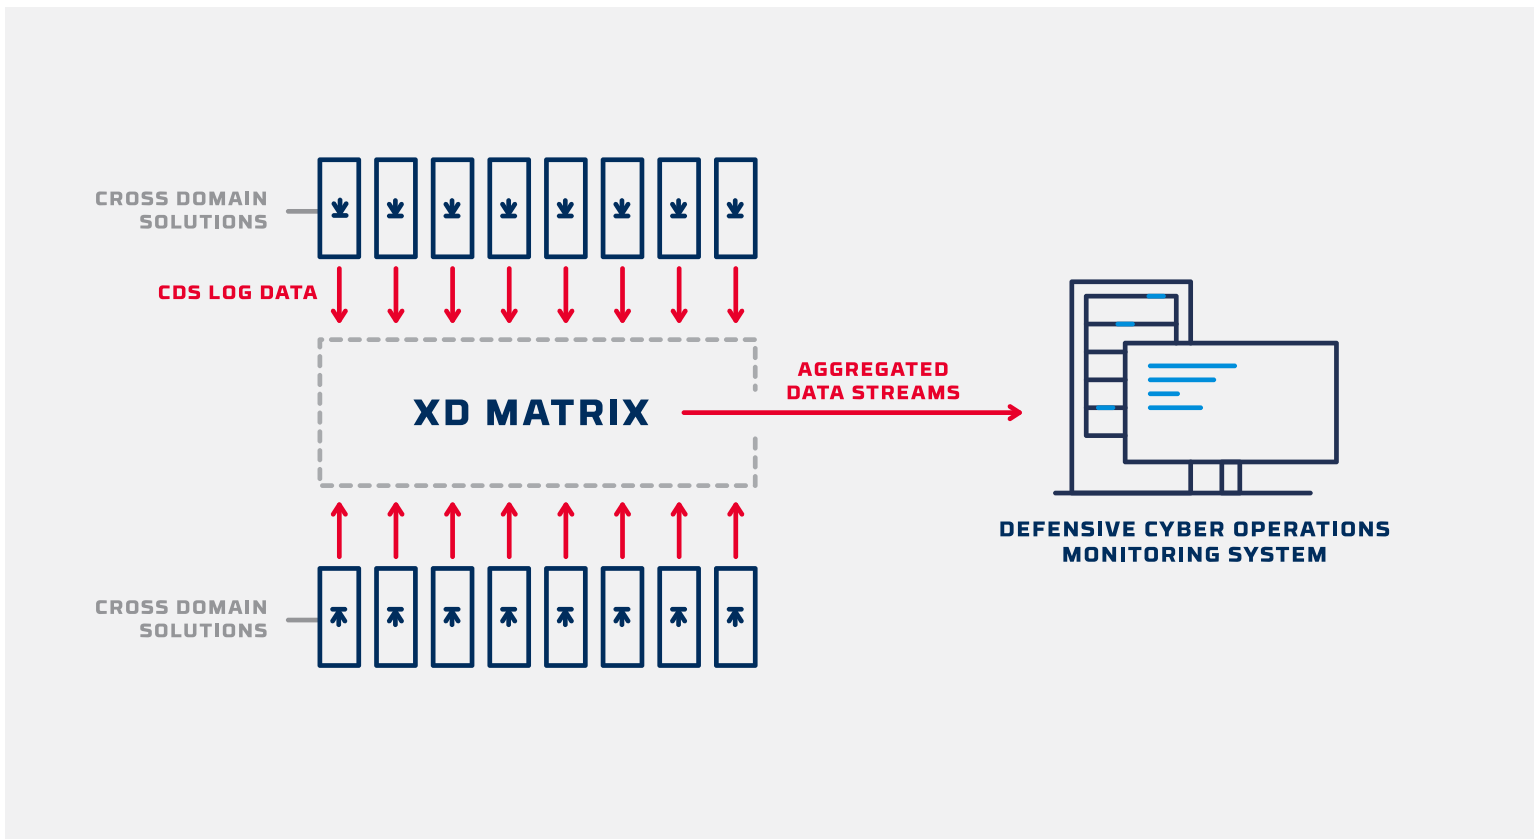 CROSS DOMAIN
SOLUTIONS
CDS LOG DATA
XD MATRIX
AGGREGATED
DATA STREAMS
DEFENSIVE CYBER OPERATIONS
MONITORING SYSTEM
CROSS DOMAIN
SOLUTIONS